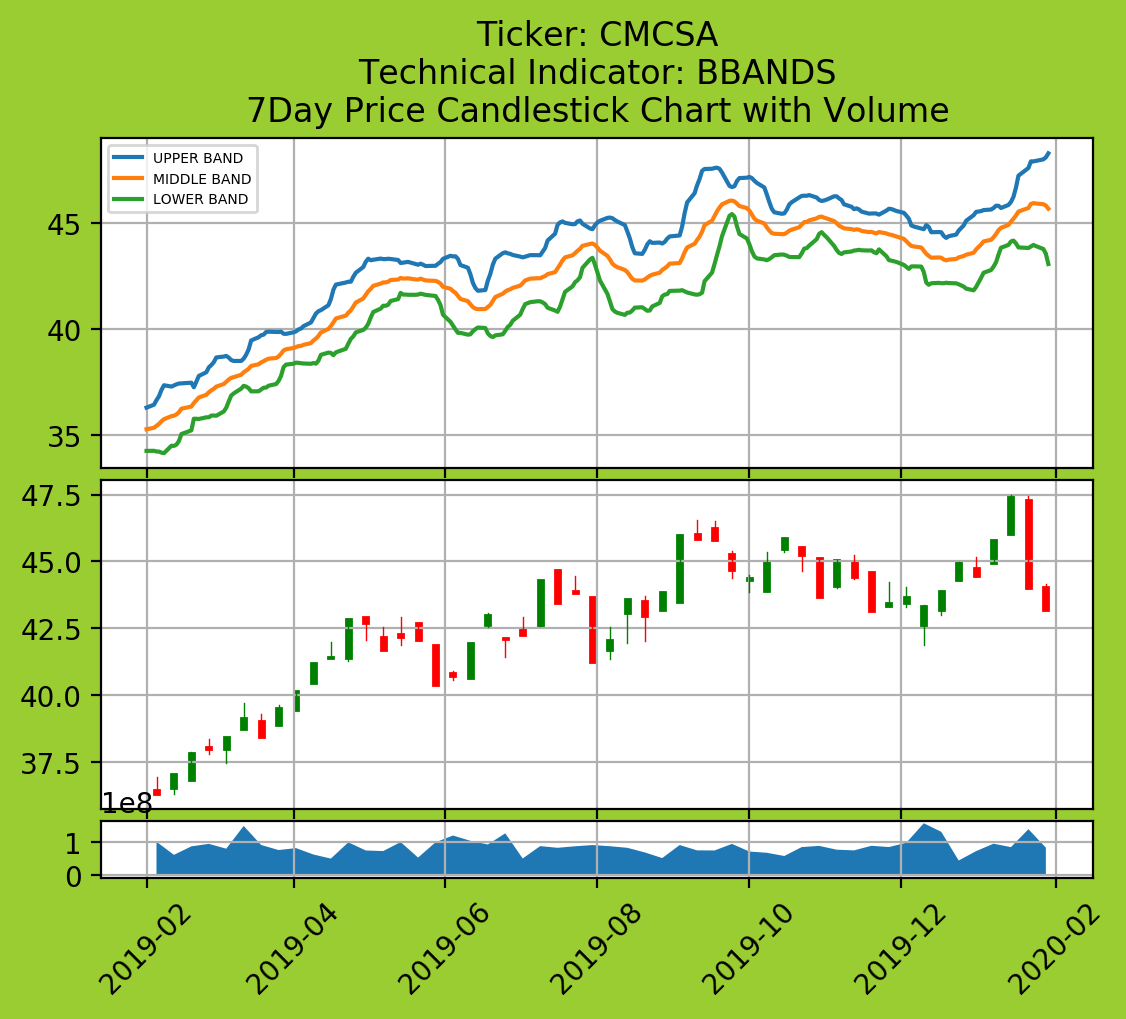 Ticker: CMCSA
Technical Indicator: BBANDS
7Day Price Candlestick Chart with Volume
UPPER BAND
MIDDLE BAND
LOWER BAND
45
40
35
47.5
45.0
42.5
40.0
37.5
1e8
1
0
2019-02
2019-04
2019-06
2019-08
2019-10
2019-12
2020-02